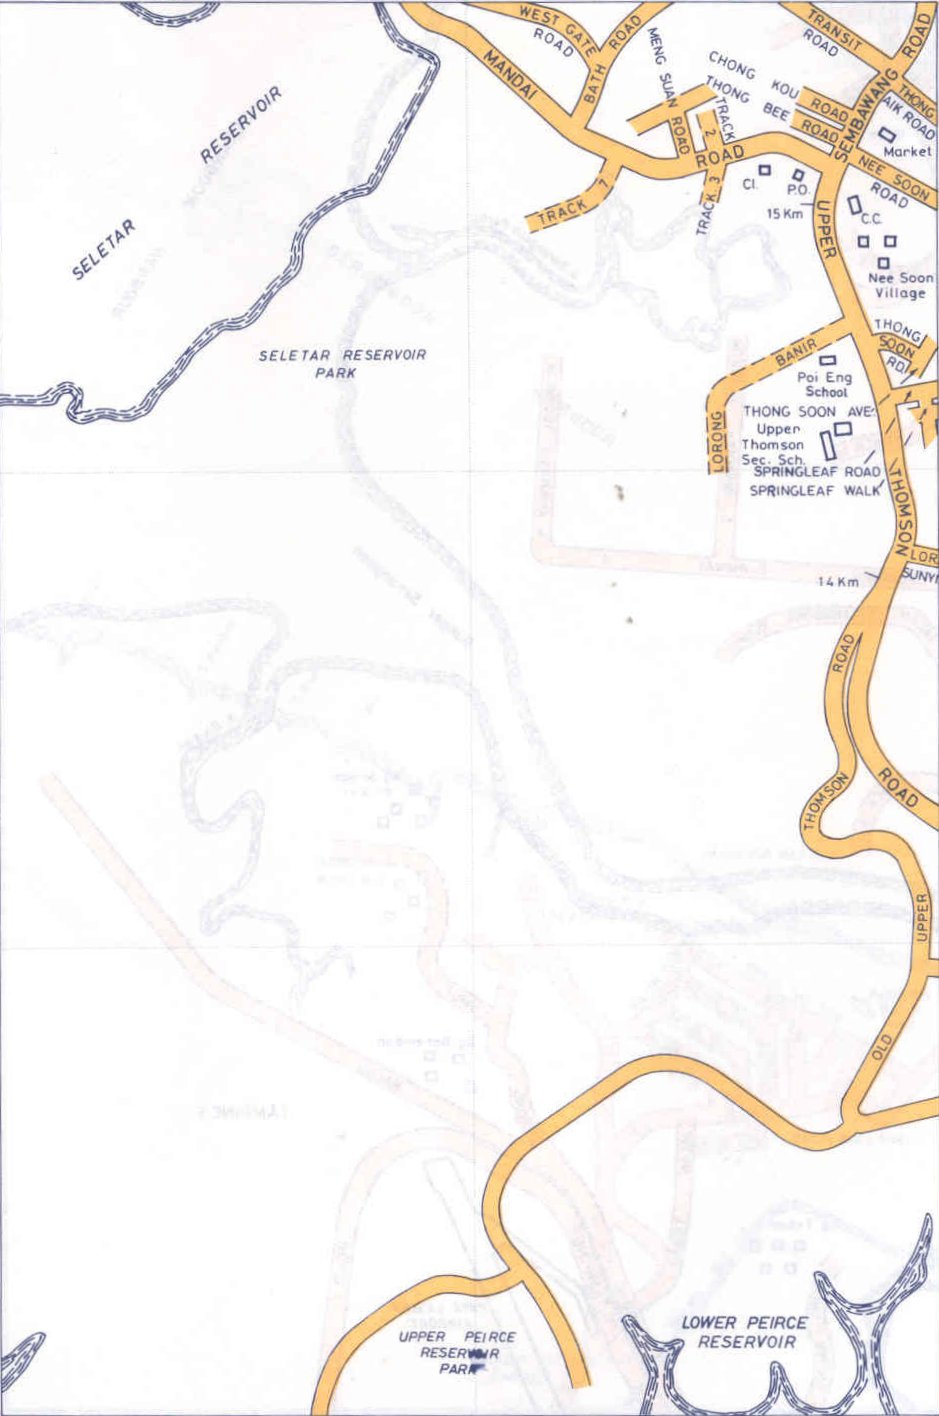 WEST GATE
ROAD
BATH ROAD
MENG SUAN ROAD
TRANSIT
ROAD
SEMBAWANG ROAD
CHONG KOU ROAD
THONG BEE ROAD
THONG
AIK ROAD
MANDAI
ROAD
TRACK 2
TRACK 3
TRACK 7
Market
NEE SOON
ROAD
C.I.
P.O.
15 Km
UPPER
C.C.
Nee Soon
Village
RESERVOIR
SELETAR
SELETAR RESERVOIR
PARK
THONG
SOON
RD.
LORONG
BANIR
Poi Eng
School
THONG SOON AVE.
Upper
Thomson
Sec. Sch.
SPRINGLEAF ROAD
SPRINGLEAF WALK
THOMSON
LOR
14 Km
ROAD
ROAD
THOMSON
UPPER
OLD
UPPER PEIRCE
RESERVOIR
PARK
LOWER PEIRCE
RESERVOIR